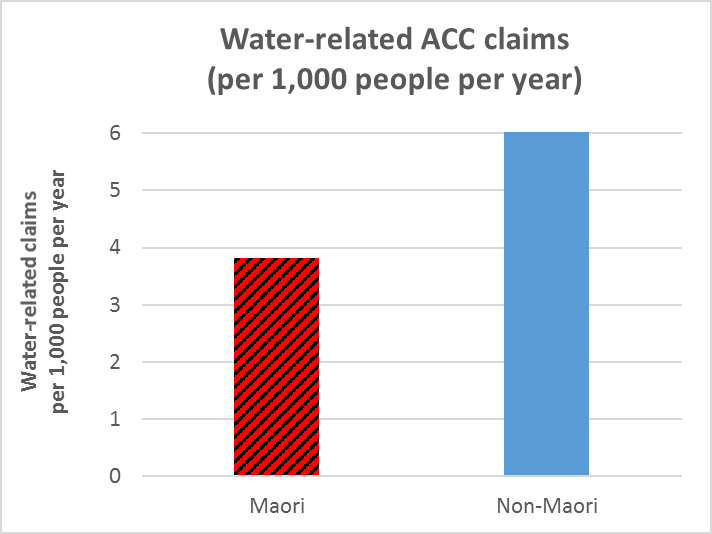 Water-related ACC claims
(per 1,000 people per year)
Water-related claims
per 1,000 people per year
6
5
4
3
2
1
0
Maori
Non-Maori